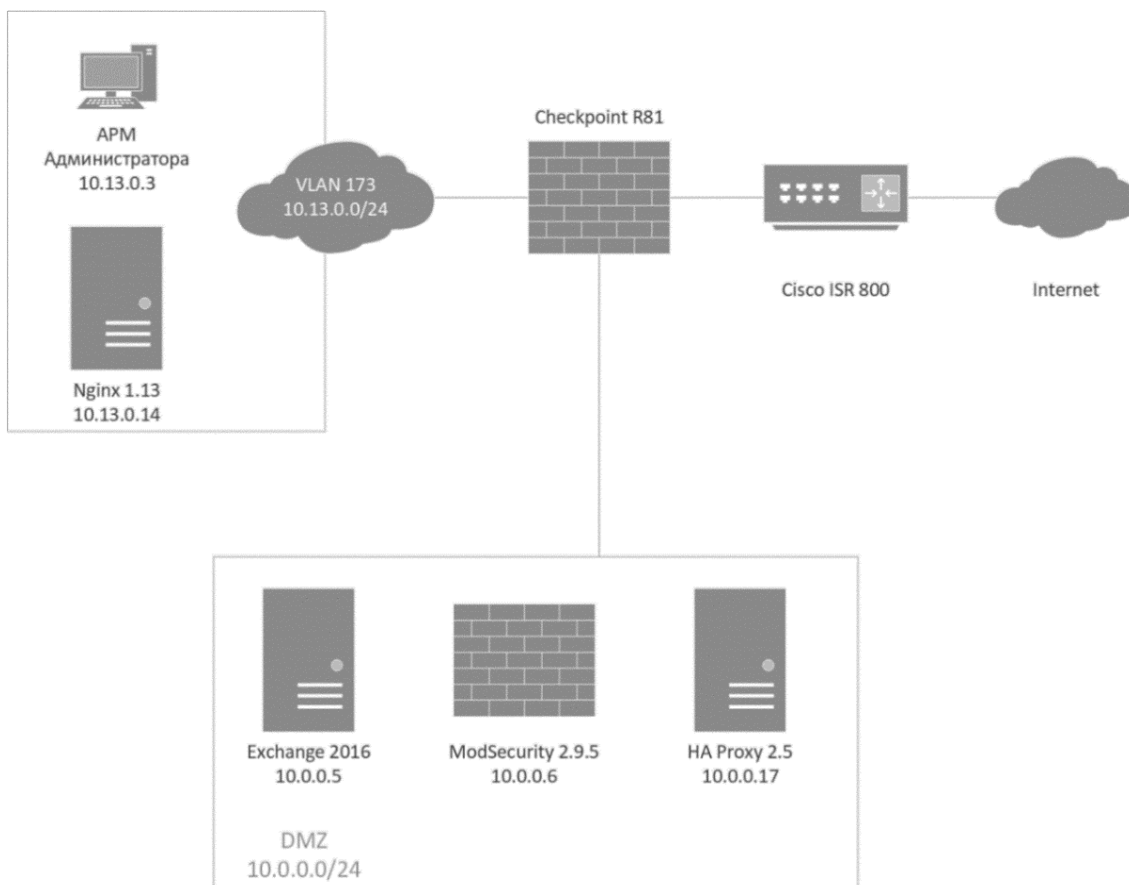 АРМ
Администратора
10.13.0.3
Nginx 1.13
10.13.0.14
VLAN 173
10.13.0.0/24
Checkpoint R81
Cisco ISR 800
Internet
Exchange 2016
10.0.0.5
ModSecurity 2.9.5
10.0.0.6
HA Proxy 2.5
10.0.0.17
DMZ
10.0.0.0/24